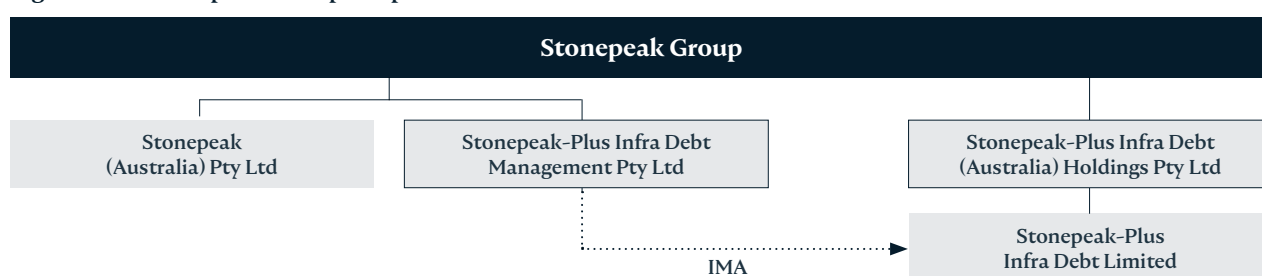 Stonepeak Group
Stonepeak
(Australia) Pty Ltd
Stonepeak-Plus Infra Debt
Management Pty Ltd
Stonepeak-Plus Infra Debt
(Australia) Holdings Pty Ltd
Stonepeak-Plus
Infra Debt Limited
IMA